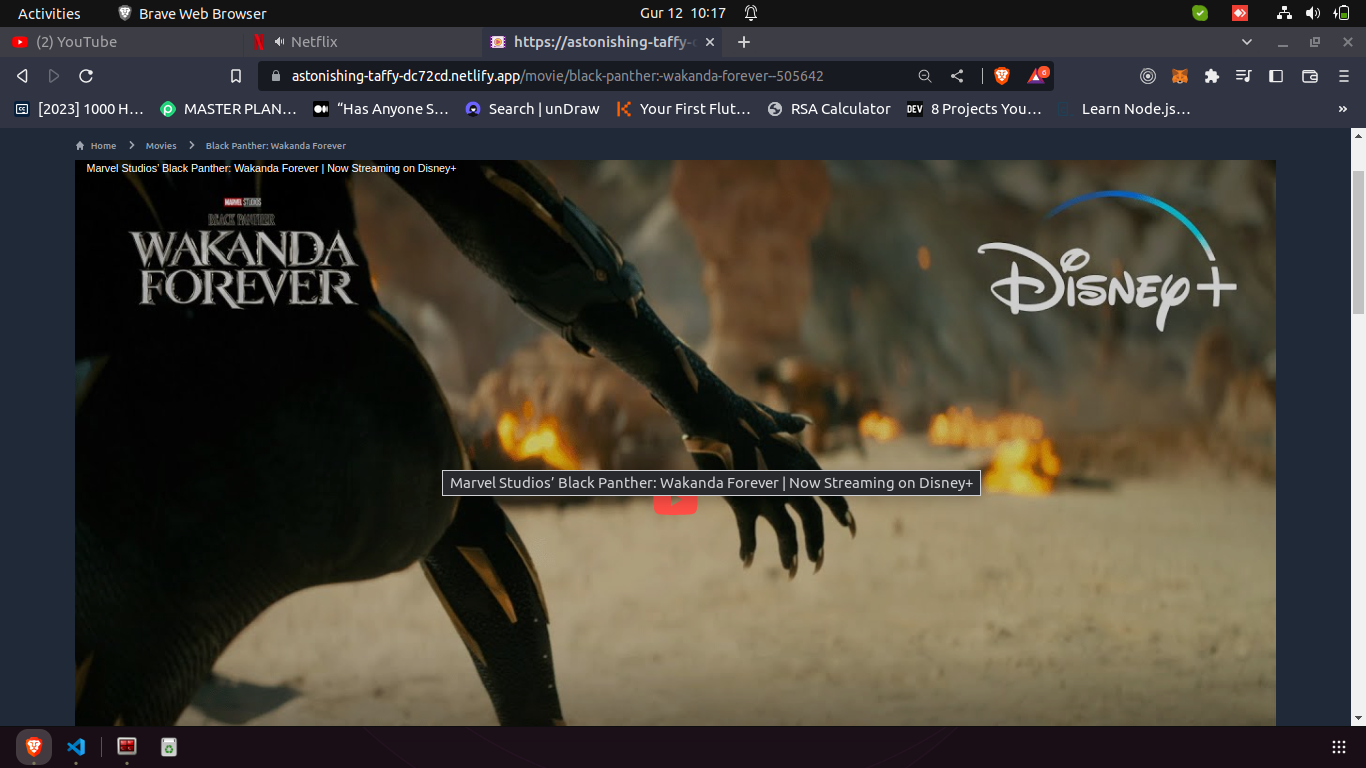 Activities
Brave Web Browser
Gur 12 10:17
(2) YouTube
Netflix
https://astonishing-taffy-
astonishing-taffy-dc72cd.netlify.app/movie/black-panther:-wakanda-forever--505642
6
[2023] 1000 H…
MASTER PLAN…
“Has Anyone S…
Search | unDraw
Your First Flut…
RSA Calculator
DEV
8 Projects You…
Learn Node.js…
»
Home
Movies
Black Panther: Wakanda Forever
Marvel Studios’ Black Panther: Wakanda Forever | Now Streaming on Disney+
MARVEL STUDIOS
BLACK PANTHER
WAKANDA
FOREVER
Disney+
Marvel Studios’ Black Panther: Wakanda Forever | Now Streaming on Disney+